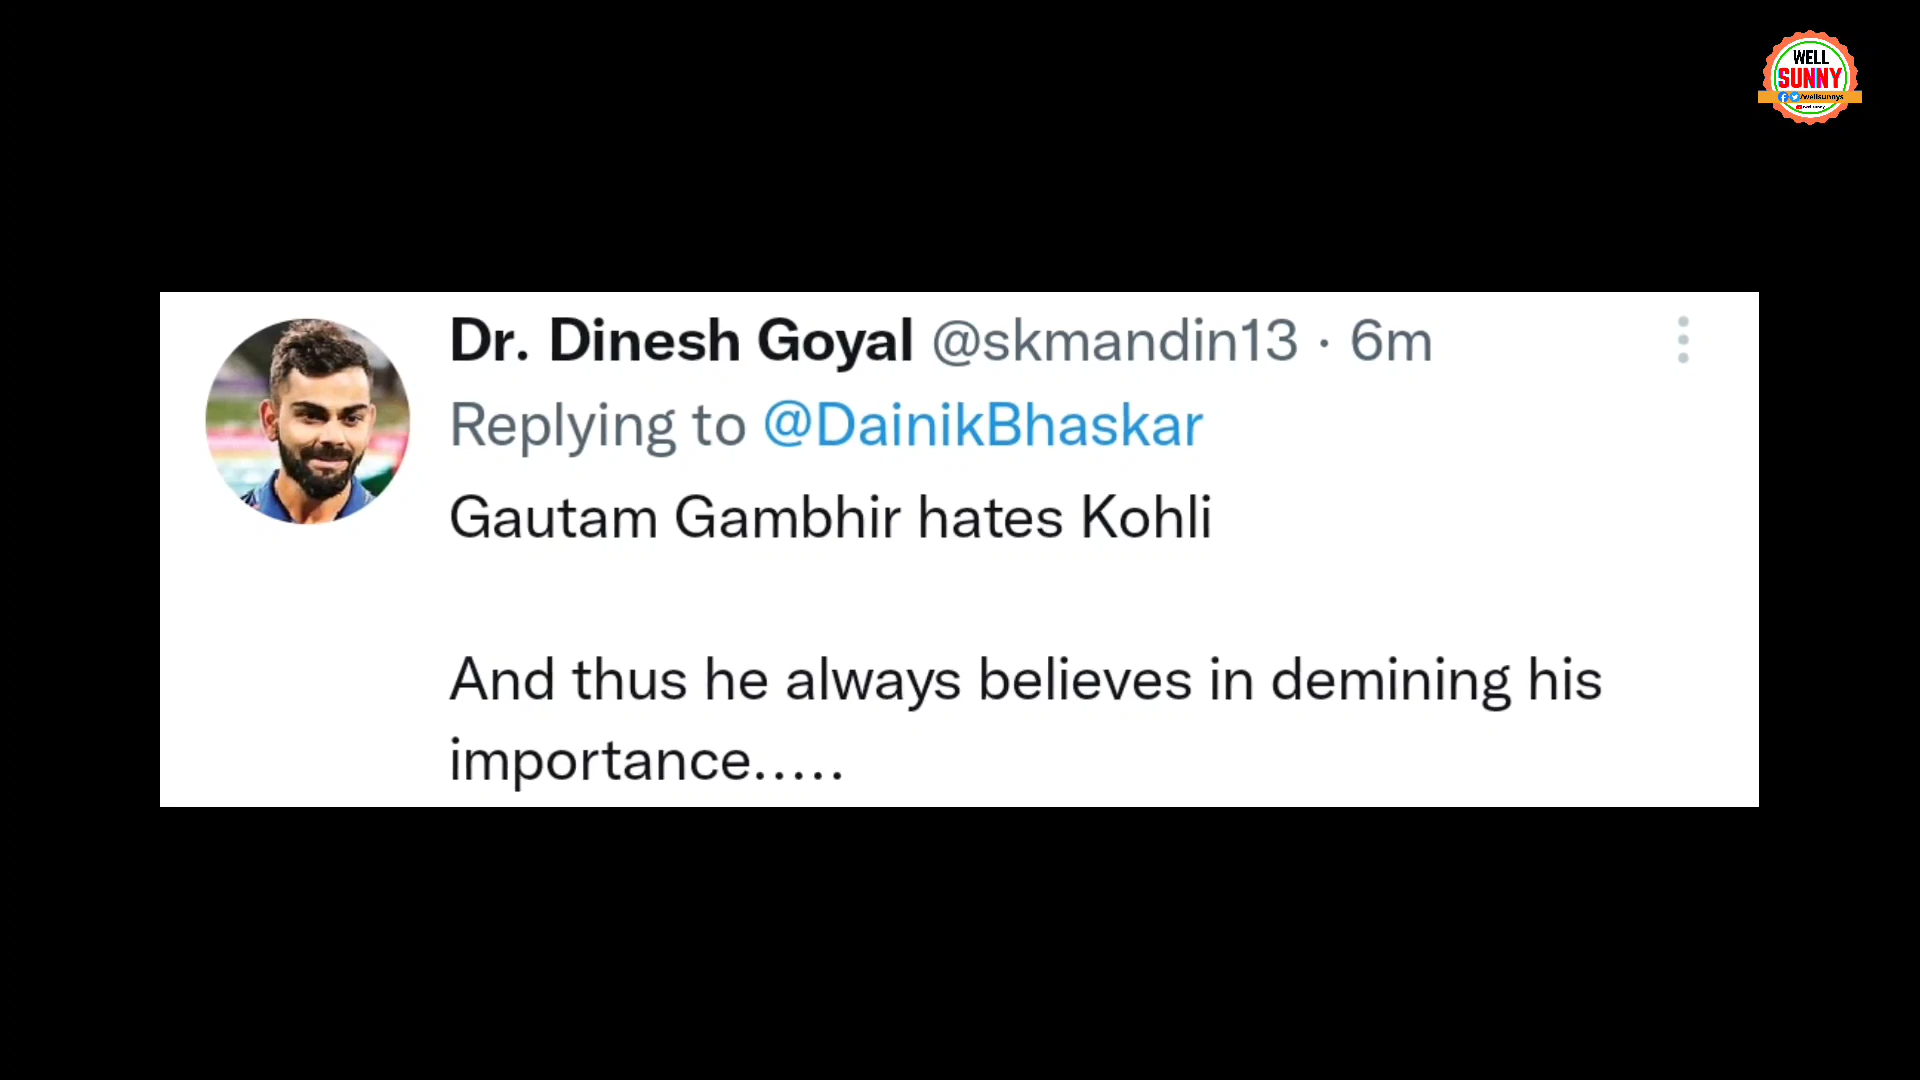 WELL
SUNNY
/wellsunnys
Dr. Dinesh Goyal @skmandin13 · 6m
Replying to @DainikBhaskar
Gautam Gambhir hates Kohli
And thus he always believes in demining his
importance.....